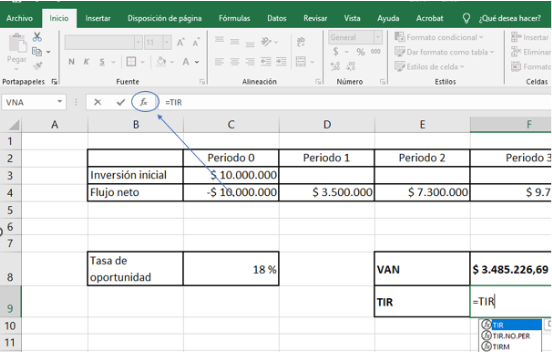 Archivo Inicio Insertar Disposición de página Fórmulas Datos Revisar Vista Ayuda Acrobat ¿Qué desea hacer?
11 A A General Formato condicional Insertar
Pegar N K S A $ % 000 Dar formato como tabla Eliminar
Estilos de celda Formato
Portapapeles Fuente Alineación Número Estilos Celdas
VNA fx =TIR
A B C D E F
1
2 Periodo 0 Periodo 1 Periodo 2 Periodo 3
3 Inversión inicial $ 10.000.000
4 Flujo neto -$ 10.000.000 $ 3.500.000 $ 7.300.000 $ 9.7
5
6
7
Tasa de
8 oportunidad 18 % VAN $ 3.485.226,69
9 TIR =TIR
10 TIR
TIR.NO.PER
11 TIRM